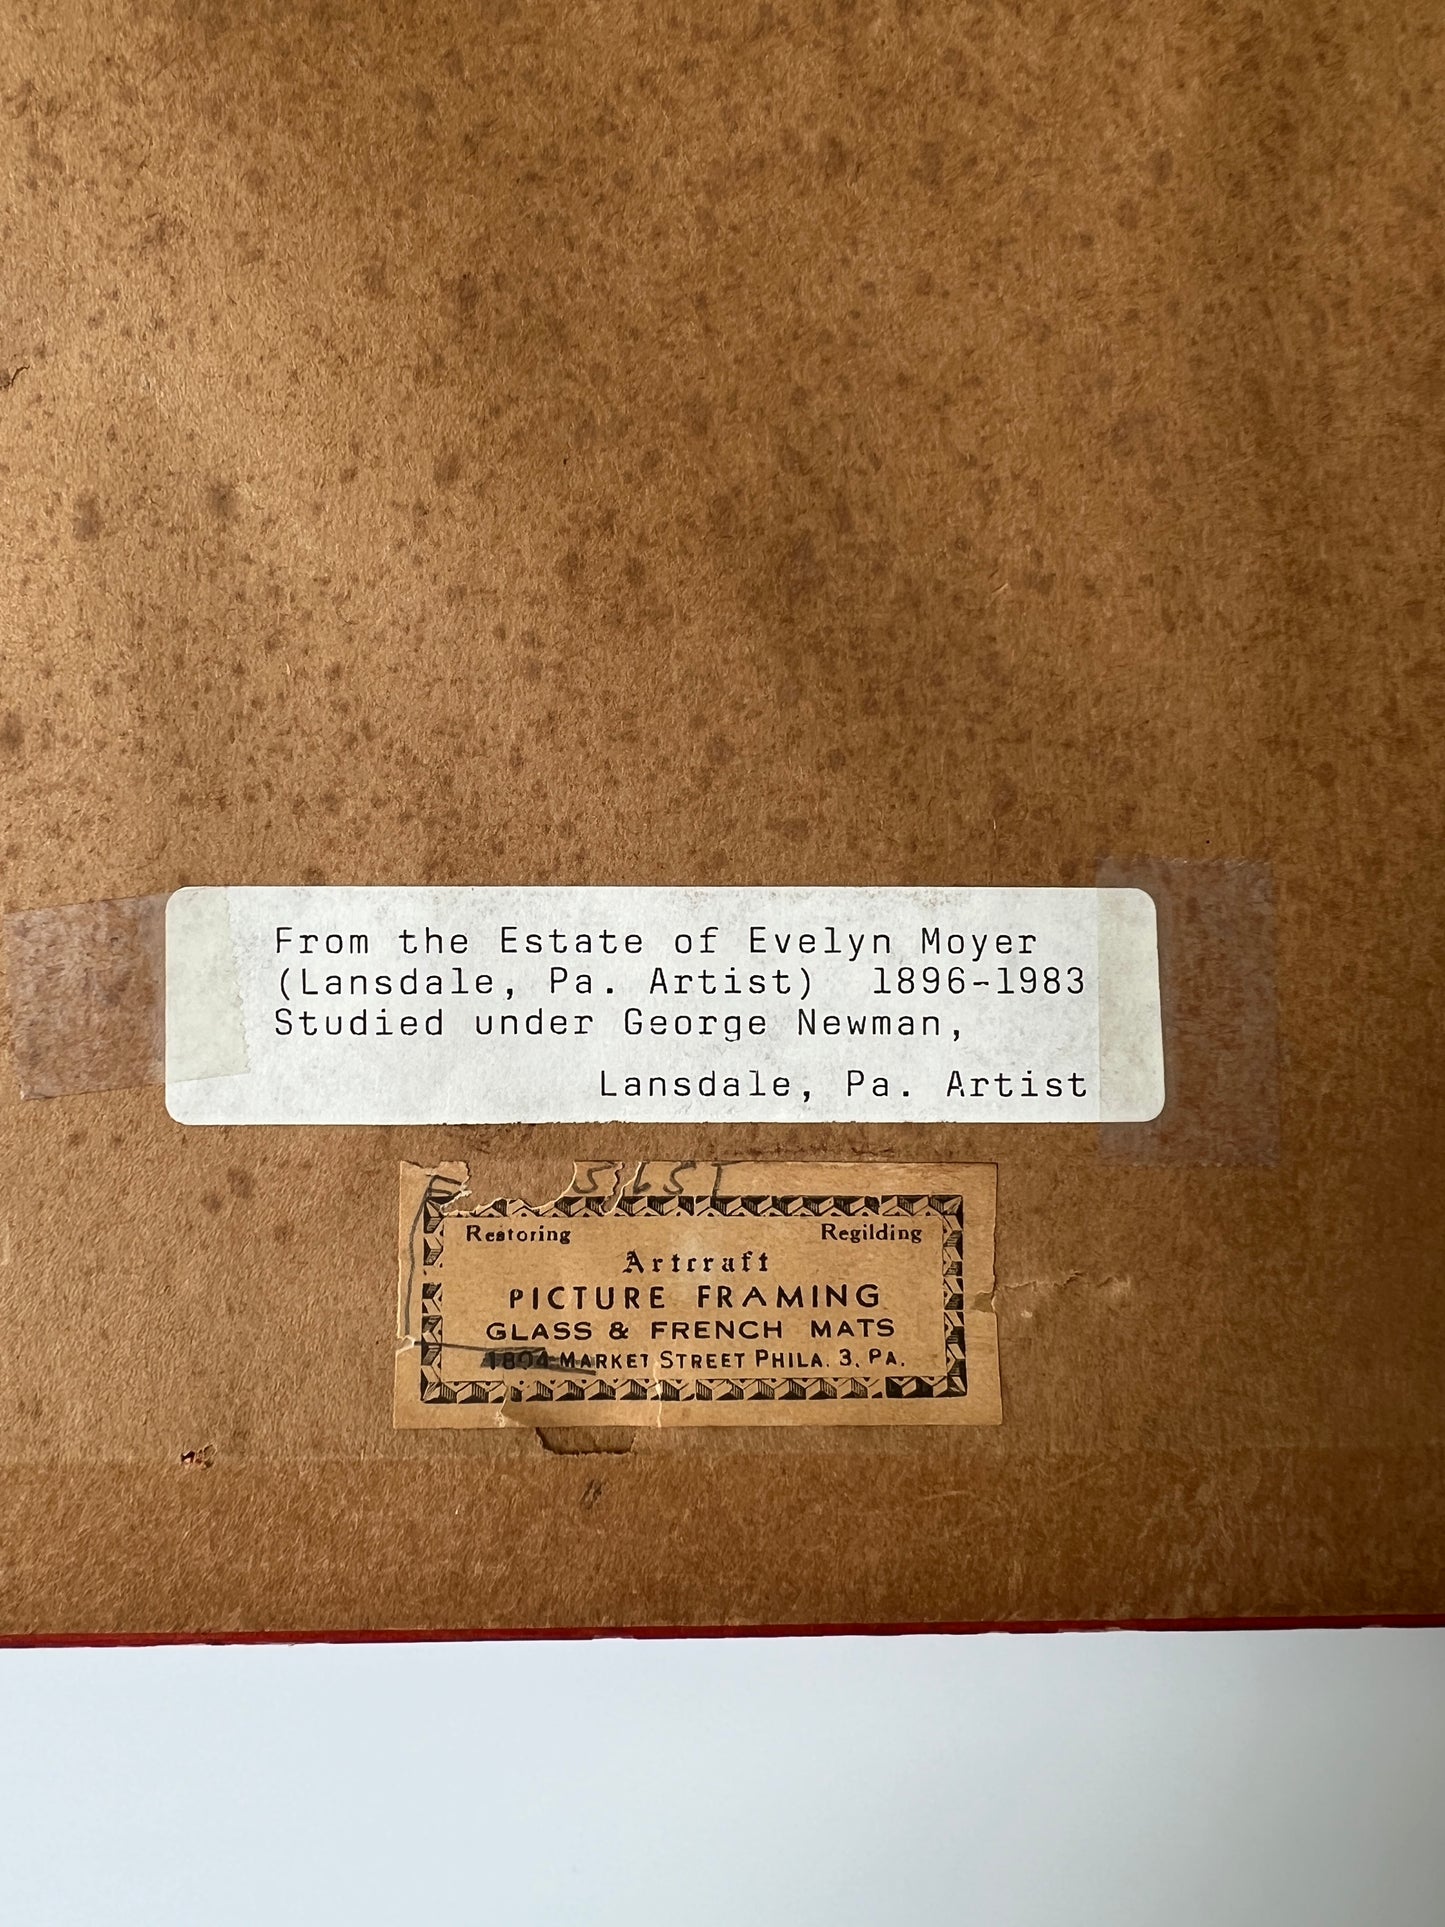 From the Estate of Evelyn Moyer
(Lansdale, Pa. Artist) 1896-1983
Studied under George Newman,
Lansdale, Pa. Artist
Restoring Regilding
Artcraft
PICTURE FRAMING
GLASS & FRENCH MATS
1804 MARKET STREET PHILA. 3, PA.